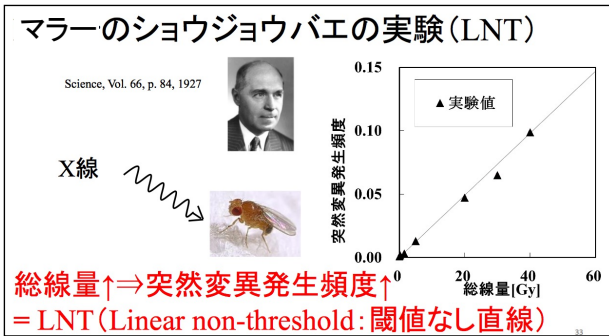 マラーのショウジョウバエの実験(LNT)
Science, Vol. 66, p. 84, 1927
X線
突然変異発生頻度
0.15
0.10
0.05
0.00
▲ 実験値
0 20 40 60
総線量[Gy]
総線量↑⇒突然変異発生頻度↑
= LNT(Linear non-threshold:閾値なし直線)
33